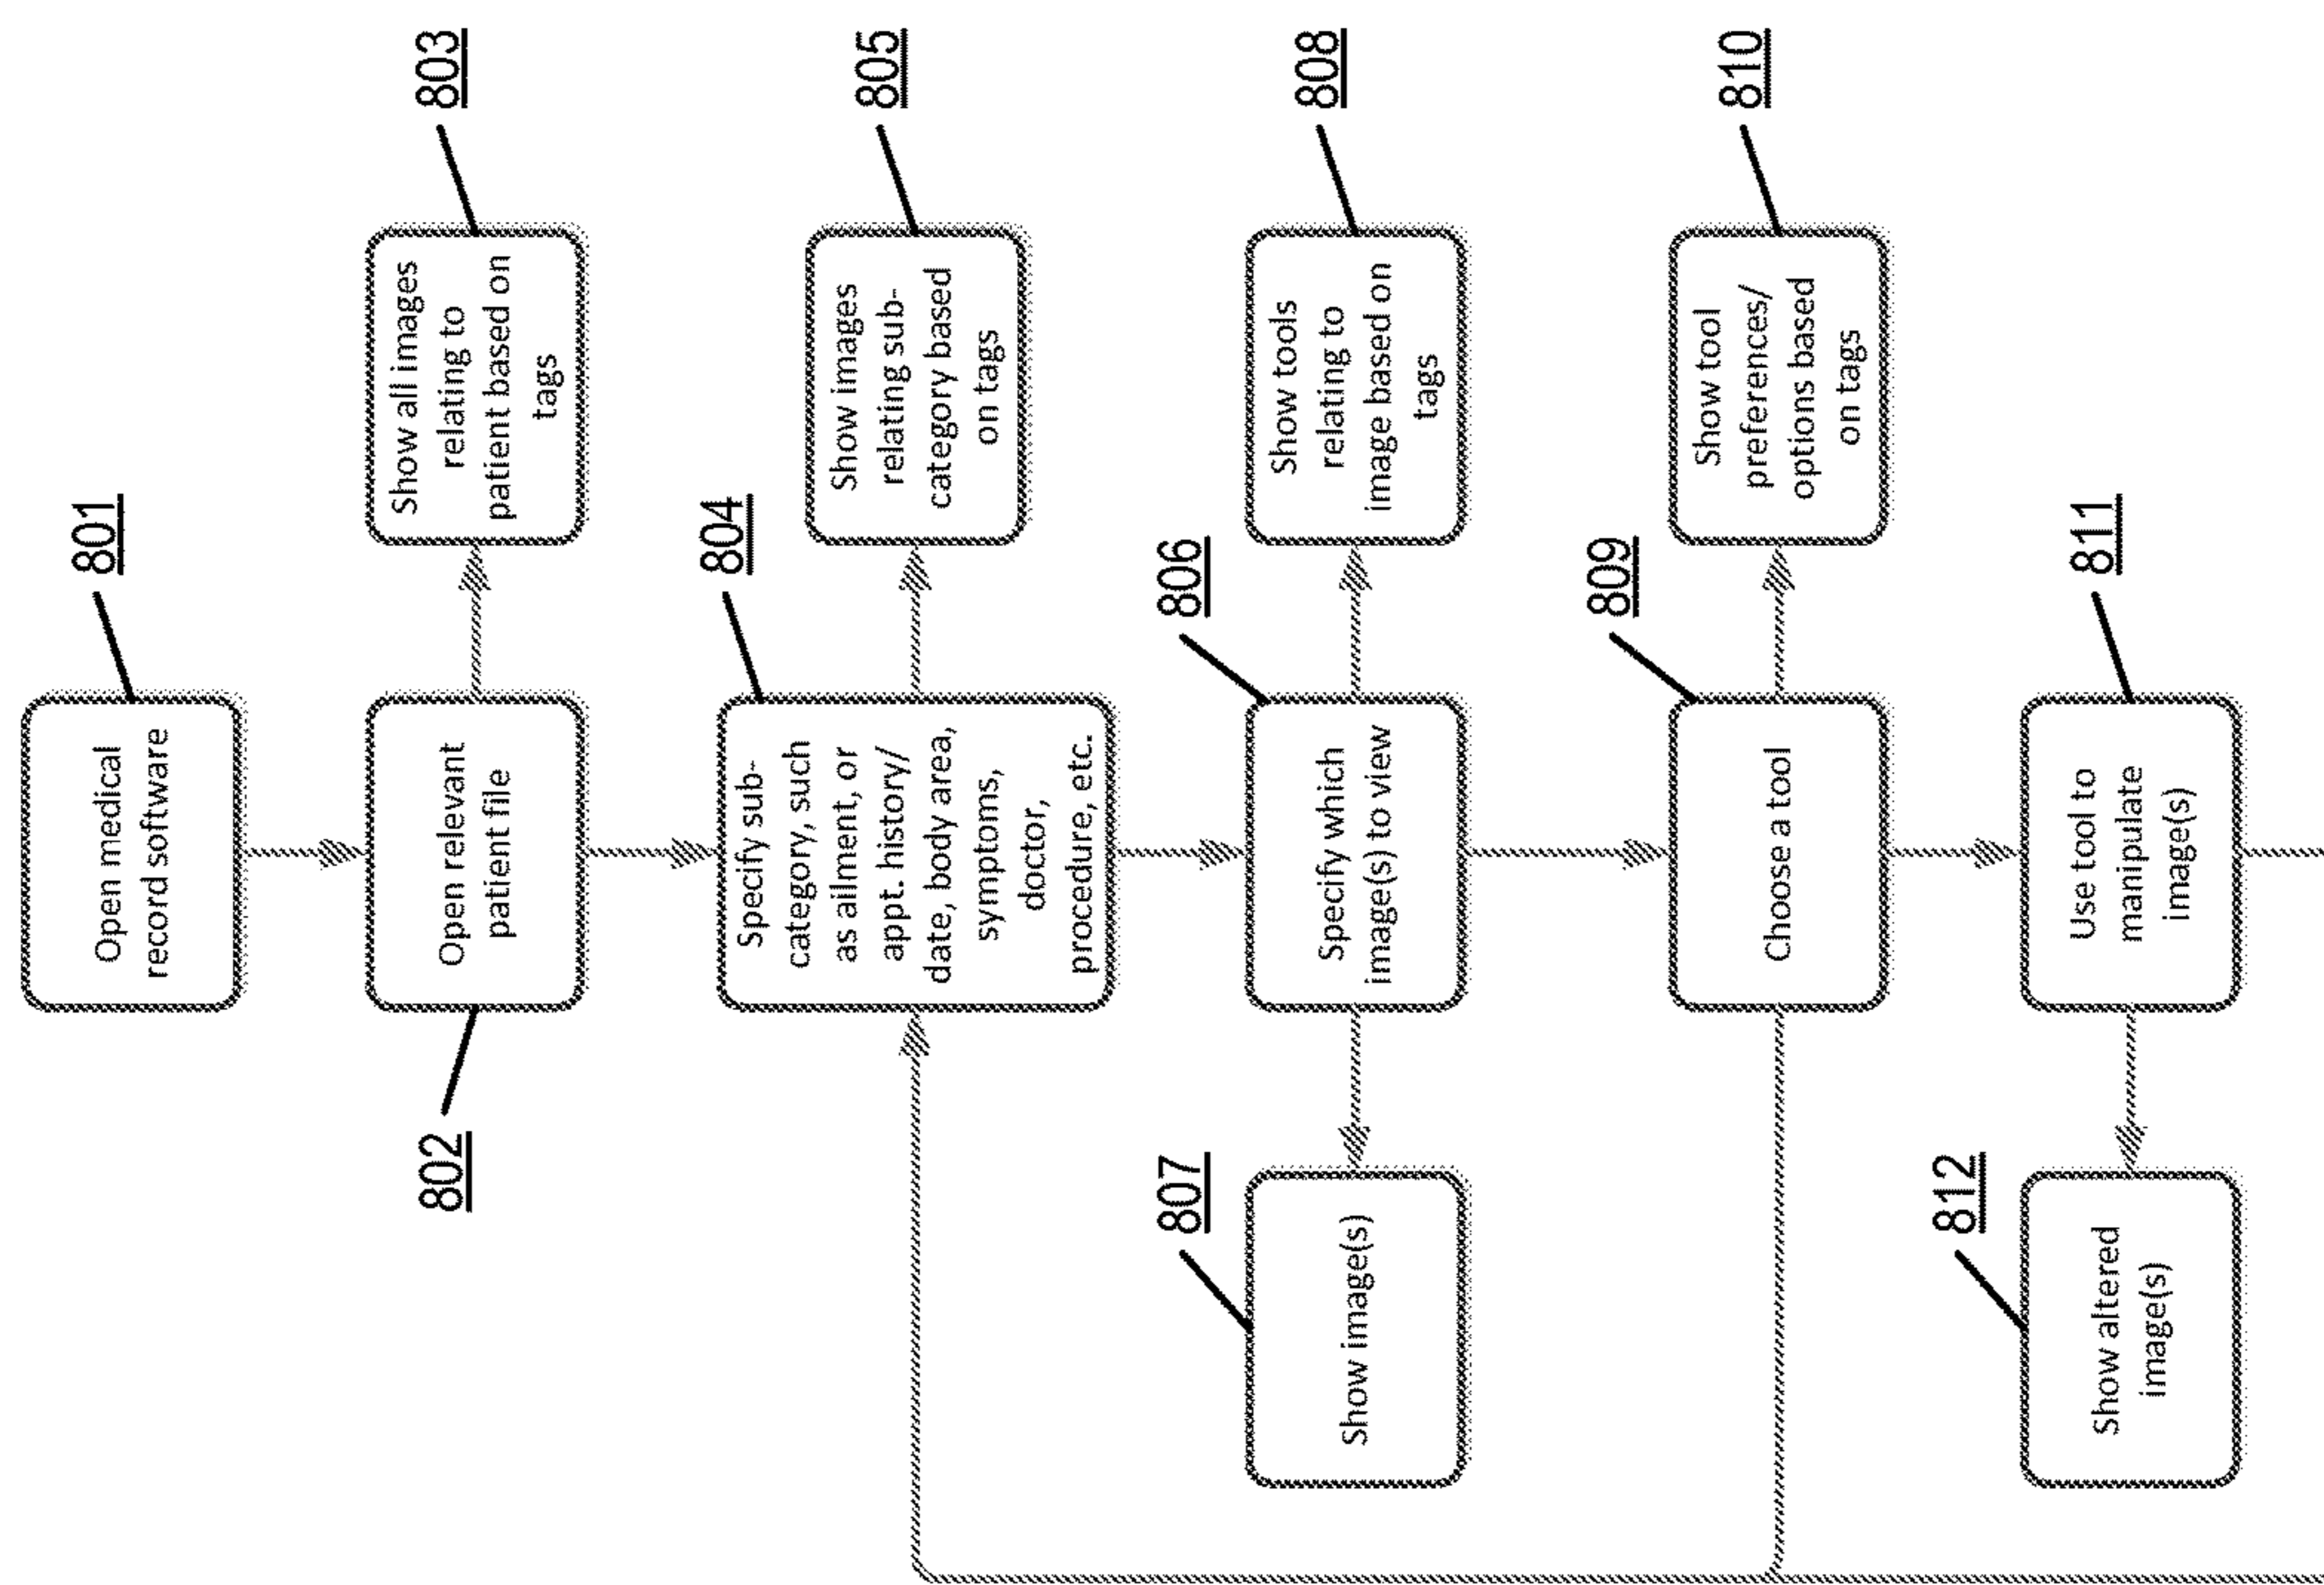 801
Open medical
record software
802
Open relevant
patient file
803
Show all images
relating to
patient based on
tags
804
Specify sub-
category, such
as ailment, or
appt. history/
date, body area,
symptoms,
doctor,
procedure, etc.
805
Show images
relating sub-
category based
on tags
806
Specify which
image(s) to view
807
Show image(s)
808
Show tools
relating to
image based on
tags
809
Choose a tool
810
Show tool
preferences/
options based
on tags
811
Use tool to
manipulate
image(s)
812
Show altered
image(s)